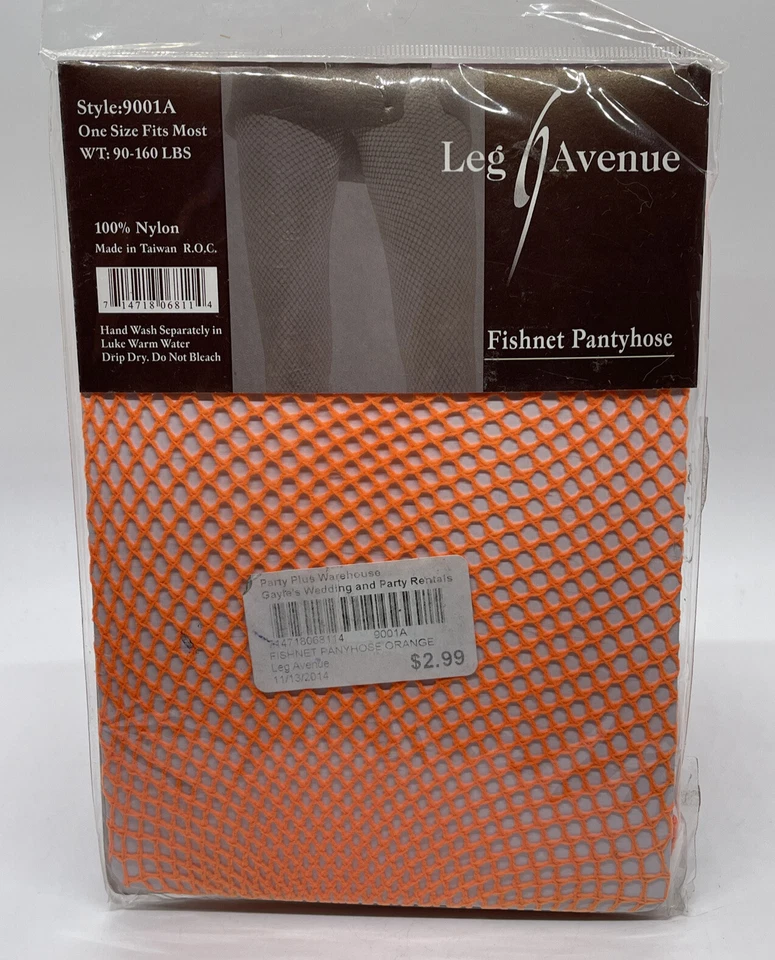 Style:9001A
One Size Fits Most
WT: 90-160 LBS
100% Nylon
Made in Taiwan R.O.C.
7 14718 06811 4
Hand Wash Separately in
Luke Warm Water
Drip Dry. Do Not Bleach
Leg Avenue
Fishnet Pantyhose
Party Plus Warehouse
Gayle's Wedding and Party Rentals
9001A
FISHNET PANYHOSE ORANGE
Leg Avenue
$2.99
11/13/2014